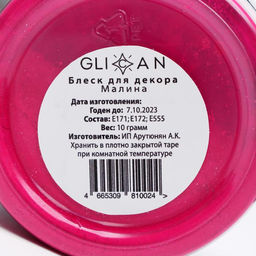 GLICAN
Блеск для декора
Малина
Дата изготовления:
Годен до: 7.10.2023
Состав: Е171; Е172; Е555
Вес: 10 грамм
Изготовитель: ИП Арутюнян А.К.
Хранить в плотно закрытой таре
при комнатной температуре
4 665309 810024 >